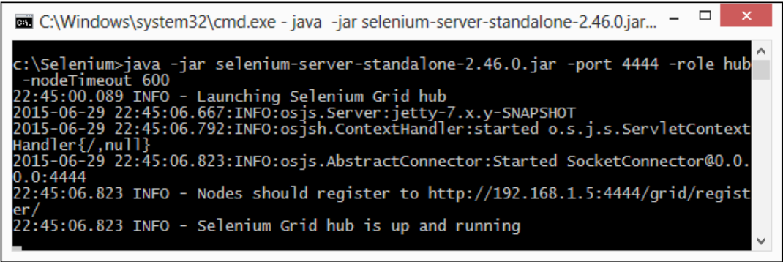 C:\Windows\system32\cmd.exe - java -jar selenium-server-standalone-2.46.0.jar...
c:\Selenium>java -jar selenium-server-standalone-2.46.0.jar -port 4444 -role hub
 -nodeTimeout 600
22:45:00.089 INFO - Launching Selenium Grid hub
2015-06-29 22:45:06.667:INFO:osjs.Server:jetty-7.x.y-SNAPSHOT
2015-06-29 22:45:06.792:INFO:osjsh.ContextHandler:started o.s.j.s.ServletContext
Handler{/,null}
2015-06-29 22:45:06.823:INFO:osjs.AbstractConnector:Started SocketConnector@0.0.
0.0:4444
22:45:06.823 INFO - Nodes should register to http://192.168.1.5:4444/grid/regist
er/
22:45:06.823 INFO - Selenium Grid hub is up and running